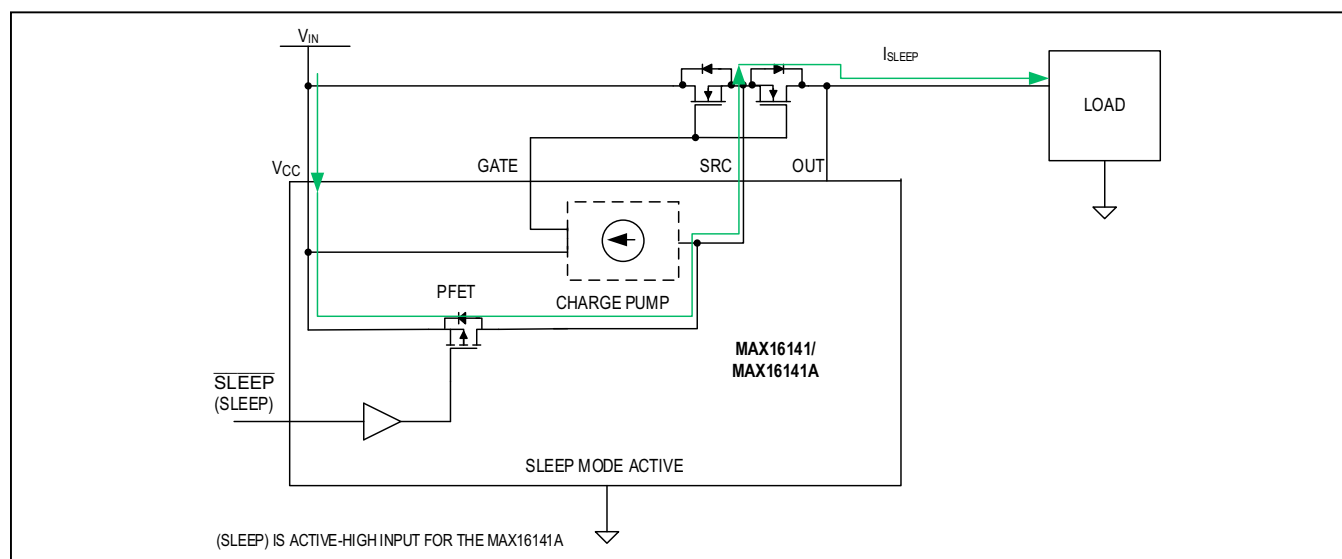 VIN
ISLEEP
LOAD
VCC
GATE
SRC
OUT
PFET
CHARGE PUMP
MAX16141/
MAX16141A
SLEEP
(SLEEP)
SLEEP MODE ACTIVE
(SLEEP) IS ACTIVE-HIGH INPUT FOR THE MAX16141A